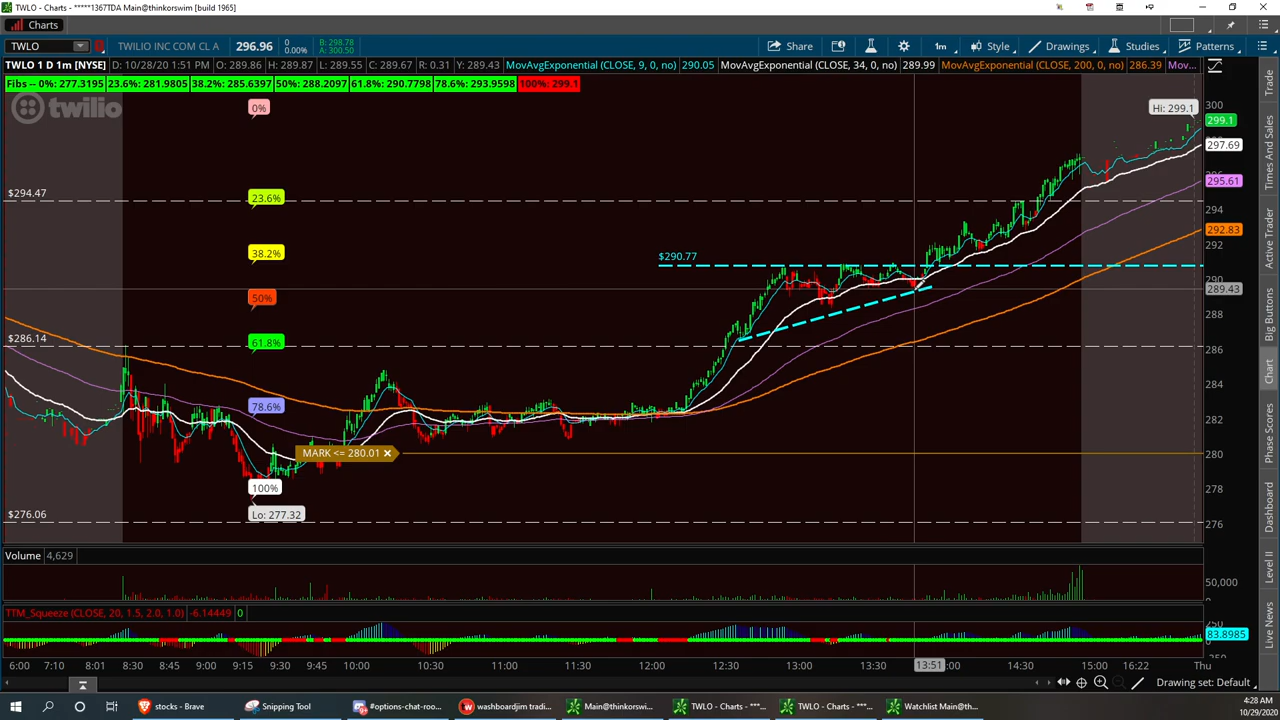 TWLO - Charts - *****1367TDA Main@thinkorswim [build 1965]
Charts
TWLO TWILIO INC COM CL A 296.96 0 0.00% B: 298.78 A: 300.50 Share 1m Style Drawings Studies Patterns
TWLO 1 D 1m [NYSE] D: 10/28/20 1:51 PM O: 289.86 H: 289.87 L: 289.55 C: 289.67 R: 0.31 Y: 289.43 MovAvgExponential (CLOSE, 9, 0, no) 290.05 MovAvgExponential (CLOSE, 34, 0, no) 289.99 MovAvgExponential (CLOSE, 200, 0, no) 286.39 Mov...
Fibs -- 0%: 277.3195 23.6%: 281.9805 38.2%: 285.6397 50%: 288.2097 61.8%: 290.7798 78.6%: 293.9598 100%: 299.1
twilio
0%
Hi: 299.1
300
299.1
297.69
295.61
$294.47
23.6%
294
292.83
292
38.2%
$290.77
290
289.43
50%
288
$286.14
61.8%
286
284
78.6%
282
MARK <= 280.01
280
100%
278
Lo: 277.32
$276.06
276
Volume 4,629
50,000
TTM_Squeeze (CLOSE, 20, 1.5, 2.0, 1.0) -6.14449 0
83.8985
6:00 7:10 8:01 8:30 8:45 9:00 9:15 9:30 9:45 10:00 10:30 11:00 11:30 12:00 12:30 13:00 13:30 13:51 14:30 15:00 16:22 Thu
Drawing set: Default
Trade
Times And Sales
Active Trader
Big Buttons
Chart
Phase Scores
Dashboard
Level II
Live News
stocks - Brave
Snipping Tool
#options-chat-roo...
washboardjim tradi...
Main@thinkorswim...
TWLO - Charts - ***...
TWLO - Charts - ***...
Watchlist Main@th...
4:28 AM
10/29/2020